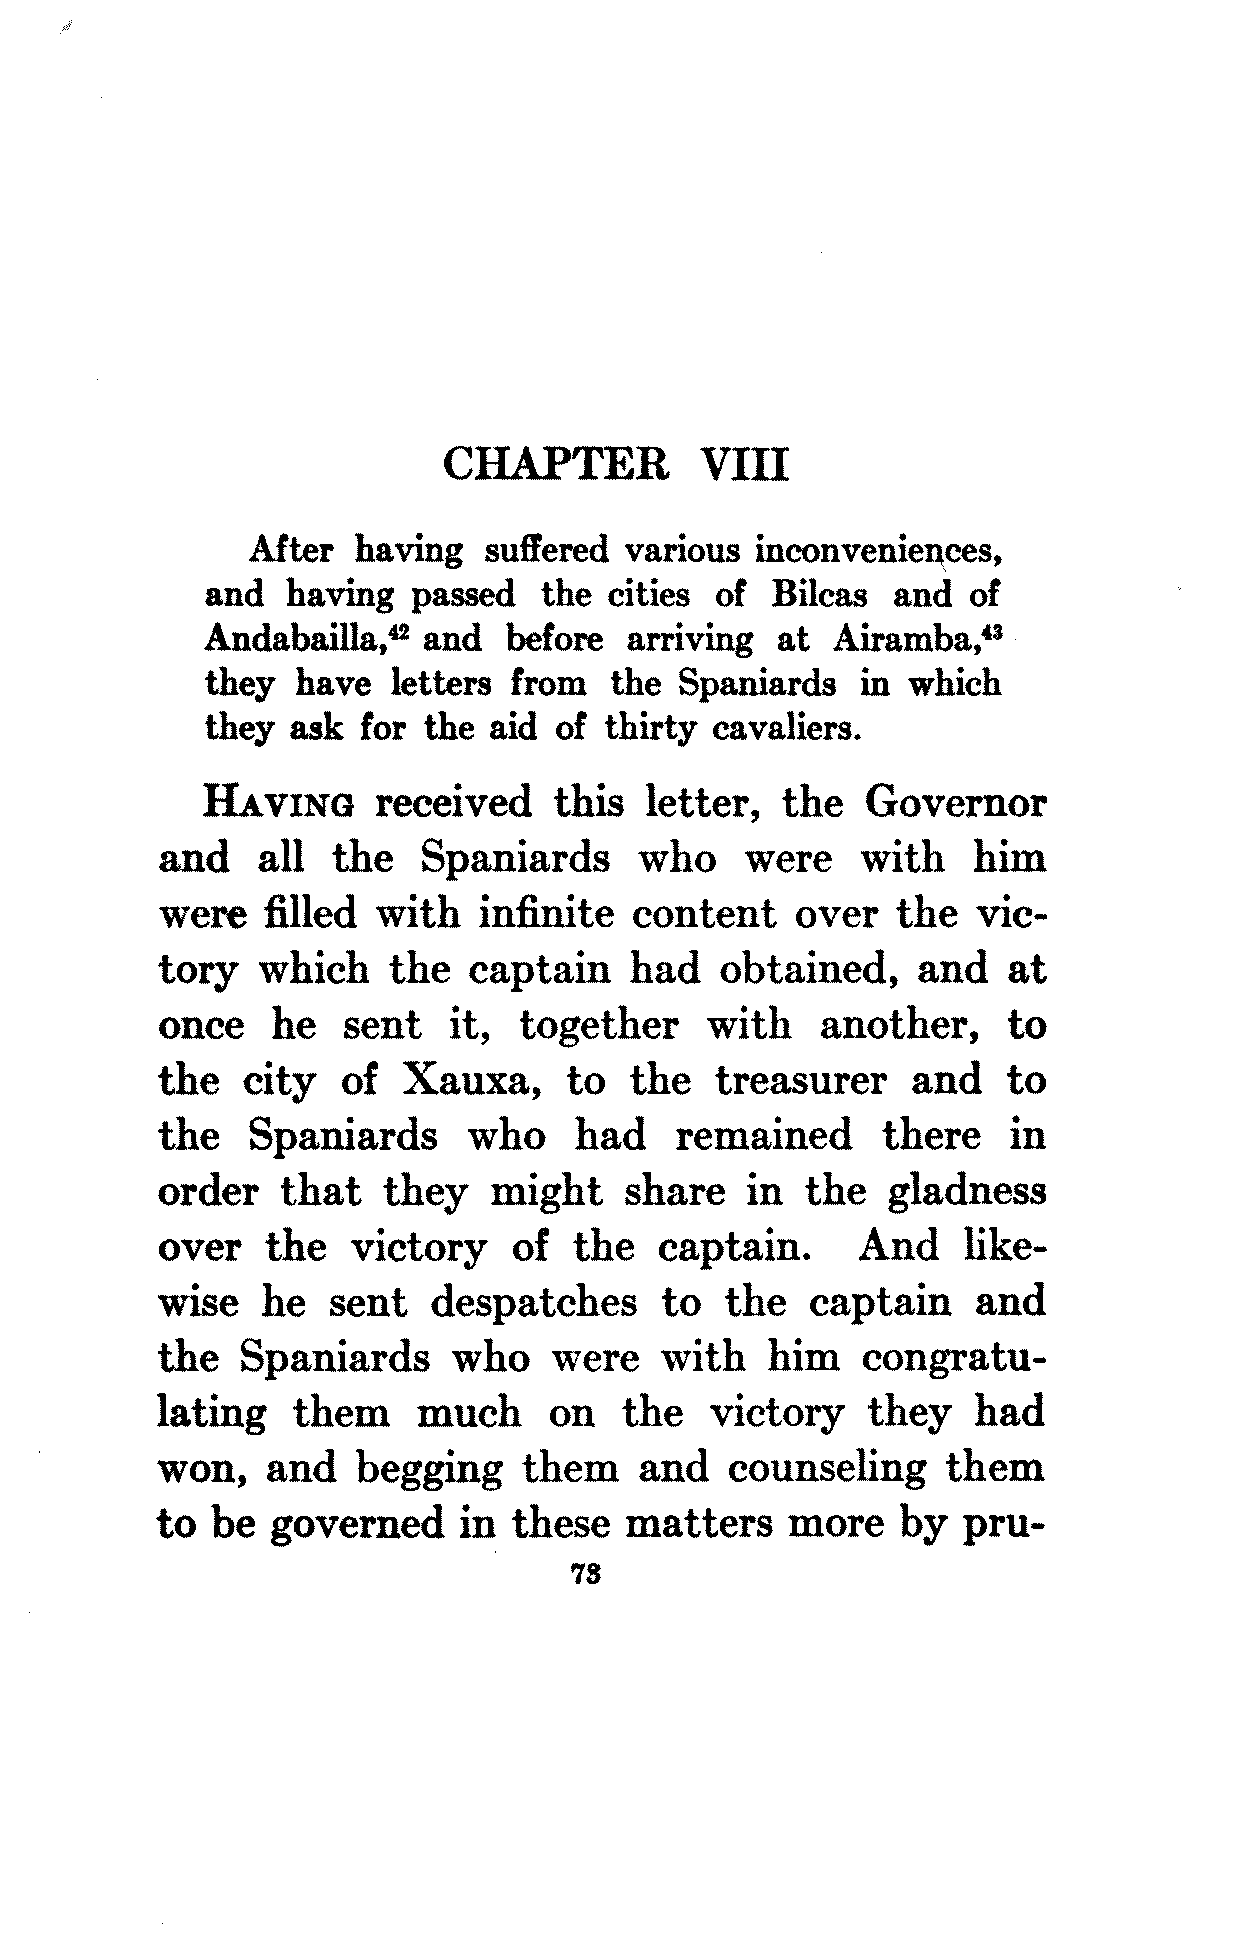 CHAPTER VIII
After having suffered various inconveniences,
and having passed the cities of Bilcas and of
Andabailla,⁴² and before arriving at Airamba,⁴³
they have letters from the Spaniards in which
they ask for the aid of thirty cavaliers.
HAVING received this letter, the Governor
and all the Spaniards who were with him
were filled with infinite content over the vic-
tory which the captain had obtained, and at
once he sent it, together with another, to
the city of Xauxa, to the treasurer and to
the Spaniards who had remained there in
order that they might share in the gladness
over the victory of the captain. And like-
wise he sent despatches to the captain and
the Spaniards who were with him congratu-
lating them much on the victory they had
won, and begging them and counseling them
to be governed in these matters more by pru-
73